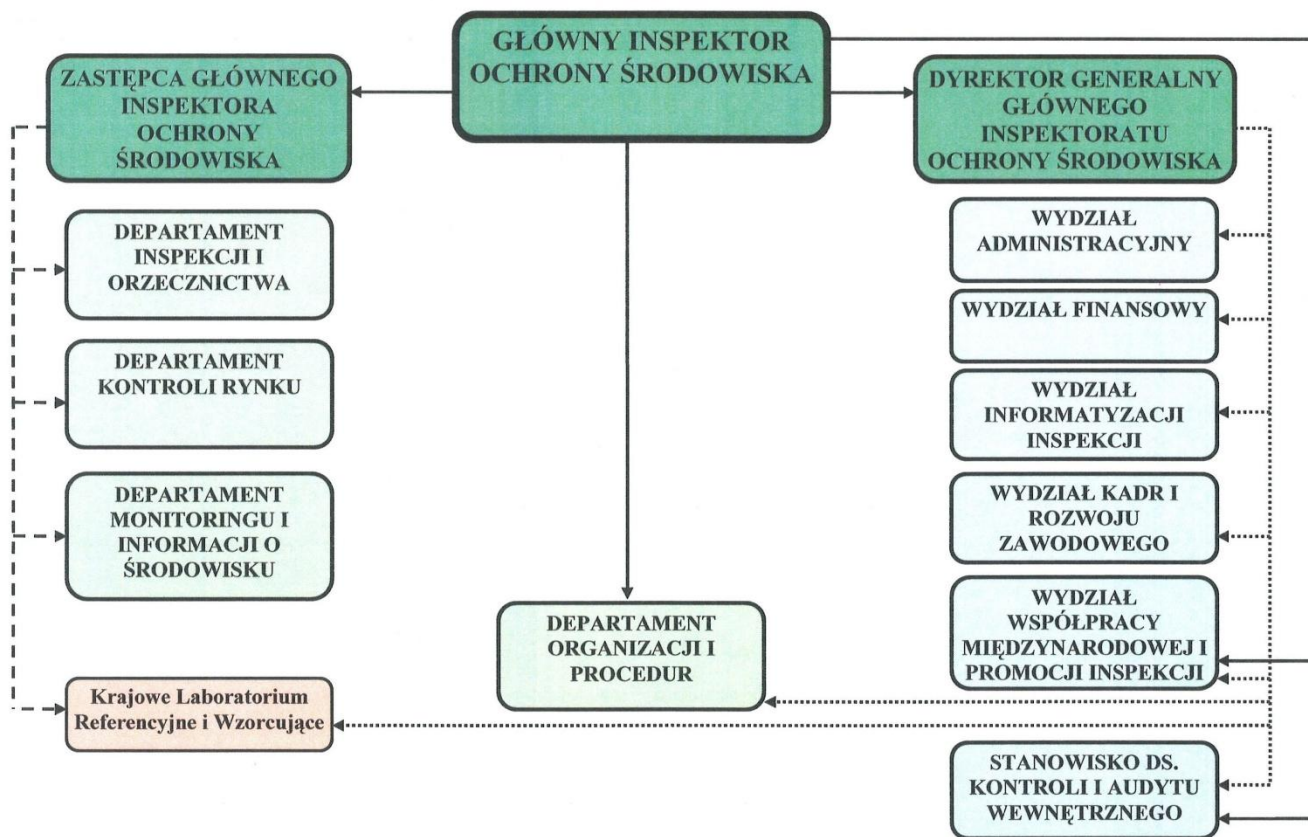 GŁÓWNY INSPEKTOR
OCHRONY ŚRODOWISKA
ZASTĘPCA GŁÓWNEGO
INSPEKTORA
OCHRONY
ŚRODOWISKA
DYREKTOR GENERALNY
GŁÓWNEGO
INSPEKTORATU
OCHRONY ŚRODOWISKA
DEPARTAMENT
INSPEKCJI I
ORZECZNICTWA
DEPARTAMENT
KONTROLI RYNKU
DEPARTAMENT
MONITORINGU I
INFORMACJI O
ŚRODOWISKU
Krajowe Laboratorium
Referencyjne i Wzorcujące
DEPARTAMENT
ORGANIZACJI I
PROCEDUR
WYDZIAŁ
ADMINISTRACYJNY
WYDZIAŁ FINANSOWY
WYDZIAŁ
INFORMATYZACJI
INSPEKCJI
WYDZIAŁ KADR I
ROZWOJU
ZAWODOWEGO
WYDZIAŁ
WSPÓŁPRACY
MIĘDZYNARODOWEJ I
PROMOCJI INSPEKCJI
STANOWISKO DS.
KONTROLI I AUDYTU
WEWNĘTRZNEGO